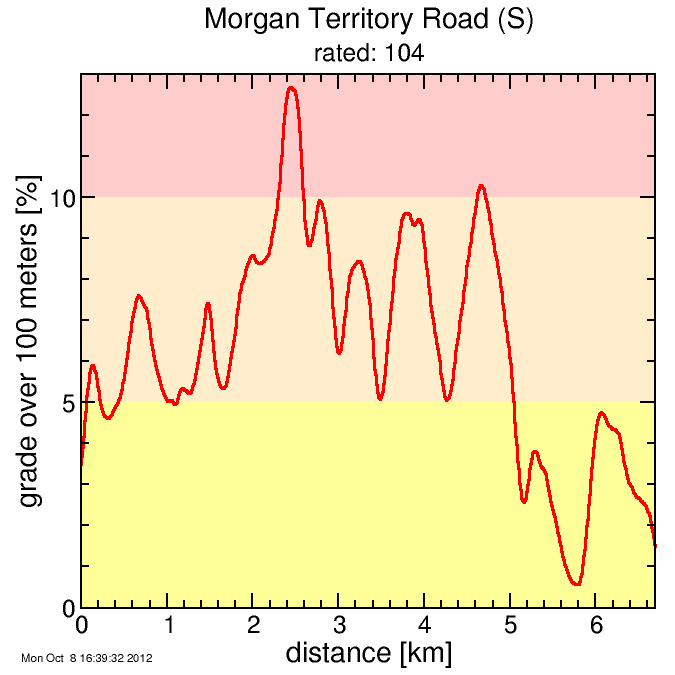 Morgan Territory Road (S)
rated: 104
grade over 100 meters [%]
10
5
0
0 1 2 3 4 5 6
distance [km]
Mon Oct 8 16:39:32 2012